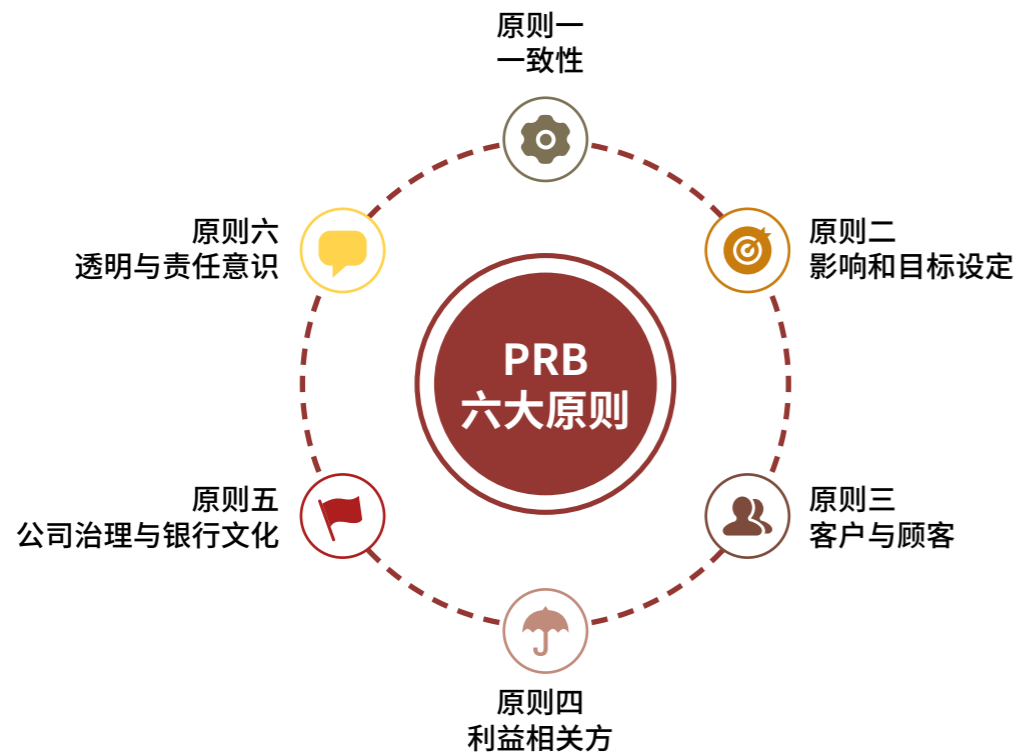 原则一
一致性
原则二
影响和目标设定
原则三
客户与顾客
原则四
利益相关方
原则五
公司治理与银行文化
原则六
透明与责任意识
PRB
六大原则